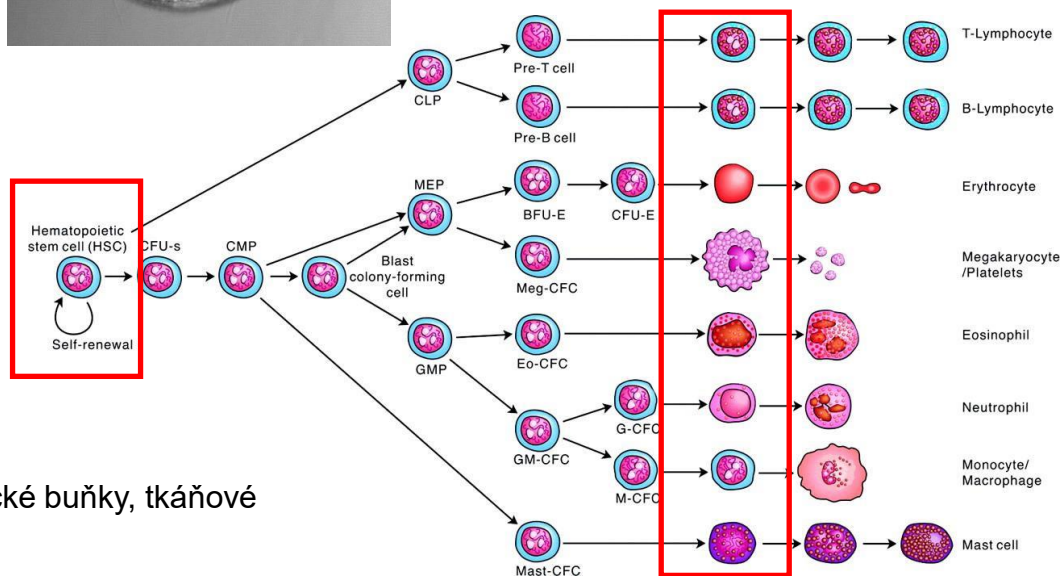 T-Lymphocyte
Pre-T cell
CLP
B-Lymphocyte
Pre-B cell
MEP
Erythrocyte
BFU-E
CFU-E
Hematopoietic
stem cell (HSC)
CFU-s
CMP
Blast
colony-forming
cell
Megakaryocyte
/Platelets
Meg-CFC
Self-renewal
Eosinophil
GMP
Eo-CFC
Neutrophil
G-CFC
GM-CFC
Monocyte/
Macrophage
M-CFC
cké buňky, tkáňové
Mast cell
Mast-CFC